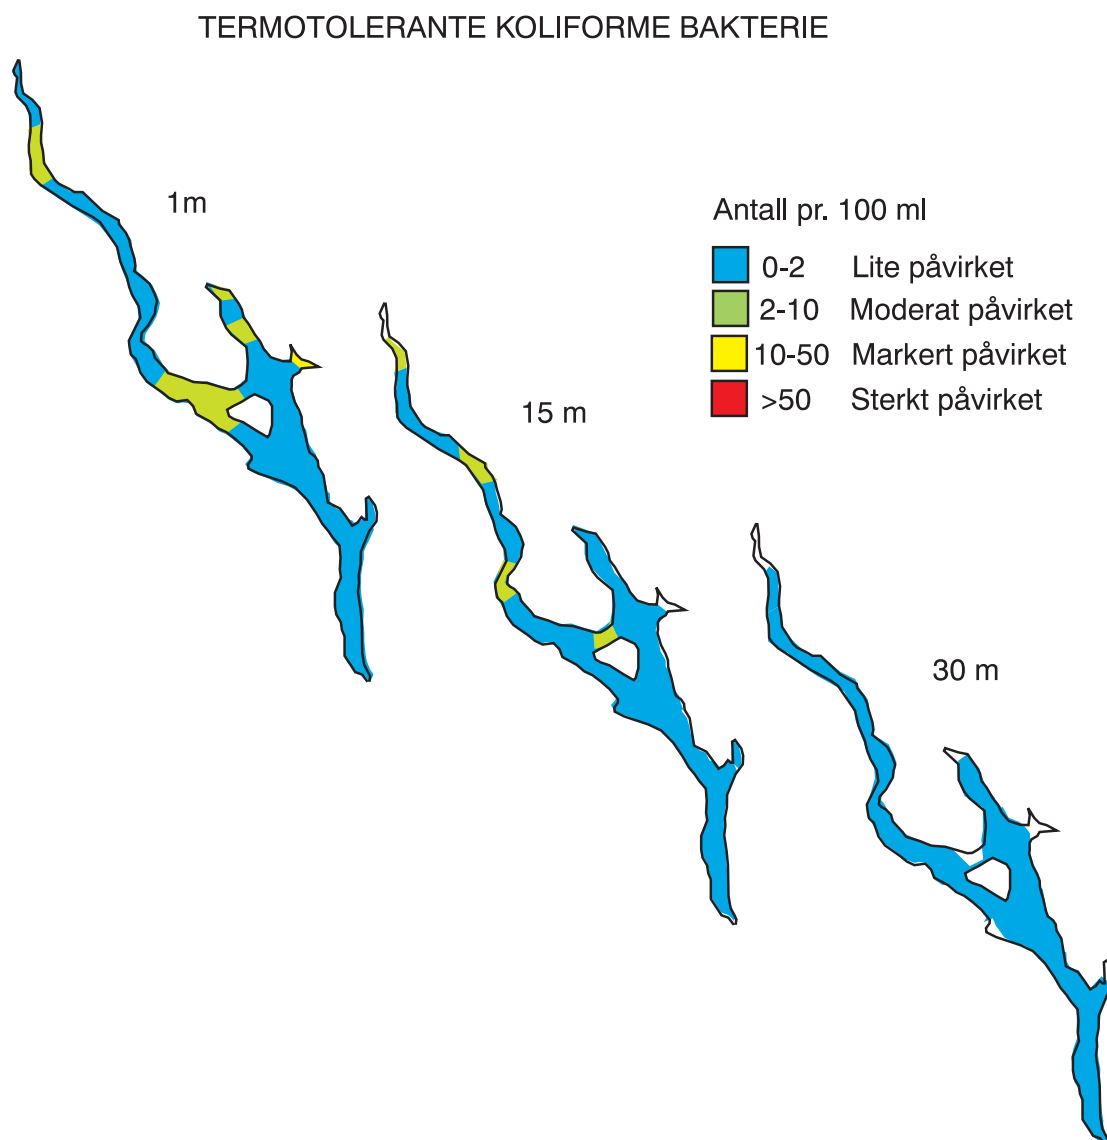 TERMOTOLERANTE KOLIFORME BAKTERIE
1m
Antall pr. 100 ml
0-2 Lite påvirket
2-10 Moderat påvirket
10-50 Markert påvirket
>50 Sterkt påvirket
15 m
30 m